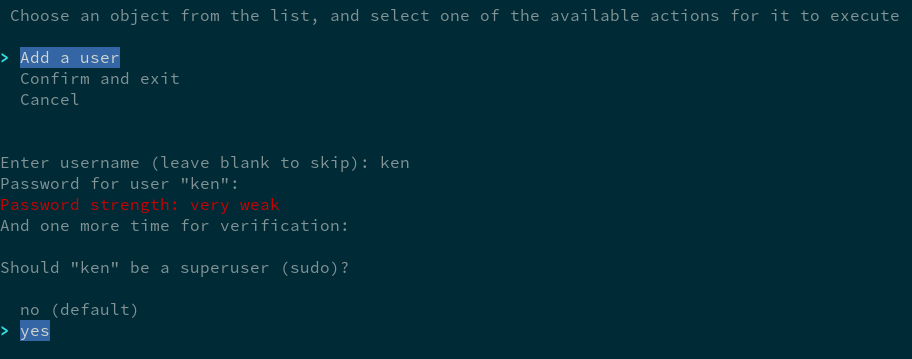 Choose an object from the list, and select one of the available actions for it to execute
> Add a user
Confirm and exit
Cancel
Enter username (leave blank to skip): ken
Password for user "ken":
Password strength: very weak
And one more time for verification:
Should "ken" be a superuser (sudo)?
no (default)
> yes